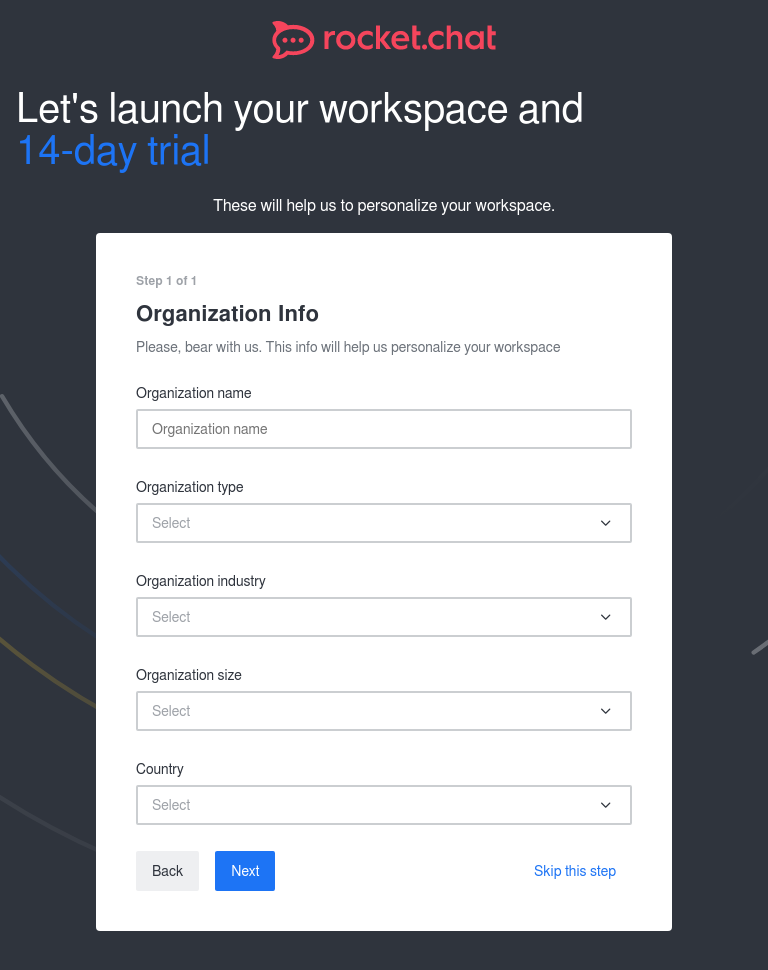 rocket.chat
Let's launch your workspace and
14-day trial
These will help us to personalize your workspace.
Step 1 of 1
Organization Info
Please, bear with us. This info will help us personalize your workspace
Organization name
Organization name
Organization type
Select
Organization industry
Select
Organization size
Select
Country
Select
Back Next Skip this step